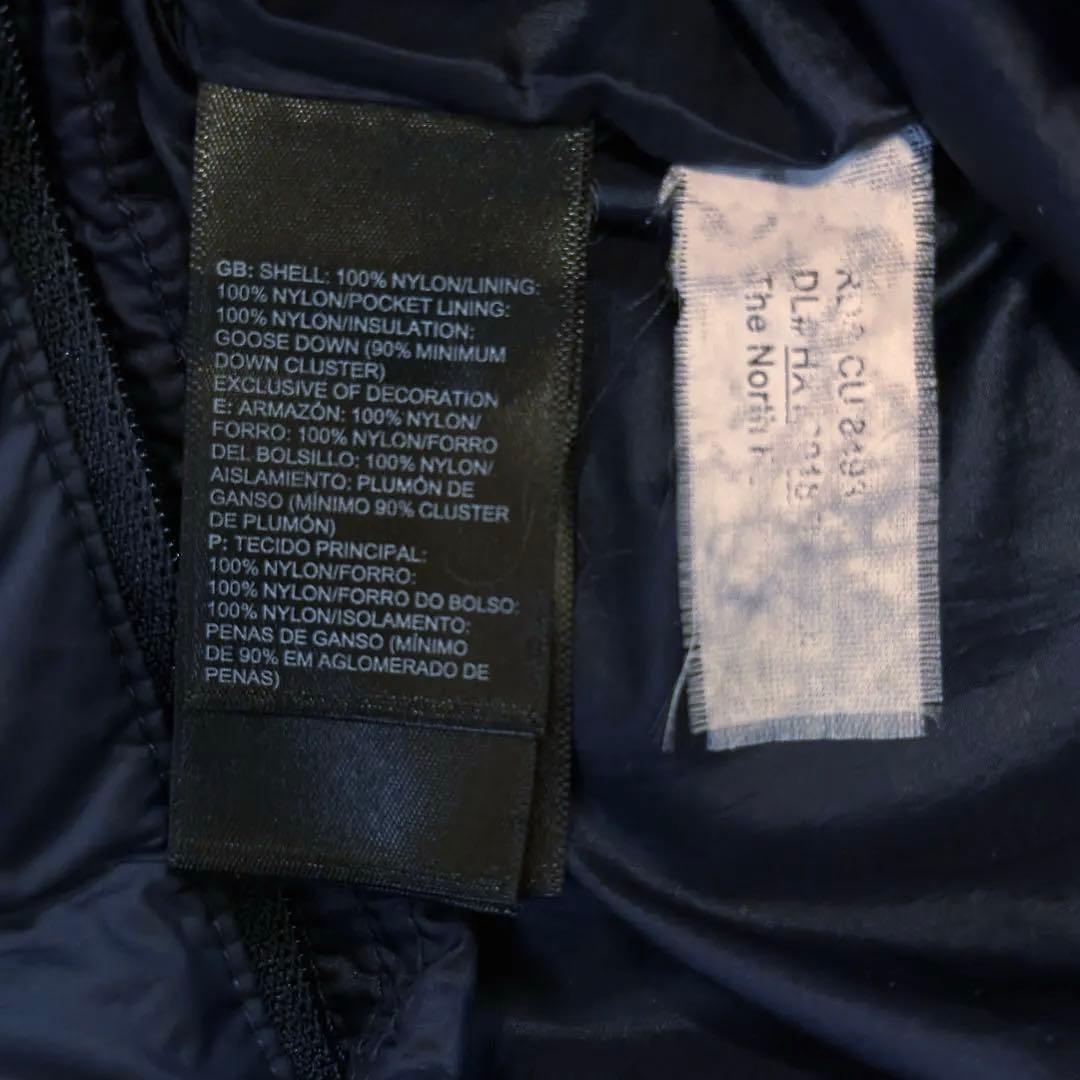 GB: SHELL: 100% NYLON/LINING:
100% NYLON/POCKET LINING:
100% NYLON/INSULATION:
GOOSE DOWN (90% MINIMUM
DOWN CLUSTER)
EXCLUSIVE OF DECORATION
E: ARMAZÓN: 100% NYLON/
FORRO: 100% NYLON/FORRO
DEL BOLSILLO: 100% NYLON/
AISLAMIENTO: PLUMÓN DE
GANSO (MÍNIMO 90% CLUSTER
DE PLUMÓN)
P: TECIDO PRINCIPAL:
100% NYLON/FORRO:
100% NYLON/FORRO DO BOLSO:
100% NYLON/ISOLAMENTO:
PENAS DE GANSO (MÍNIMO
DE 90% EM AGLOMERADO DE
PENAS)
CU 8193
The North